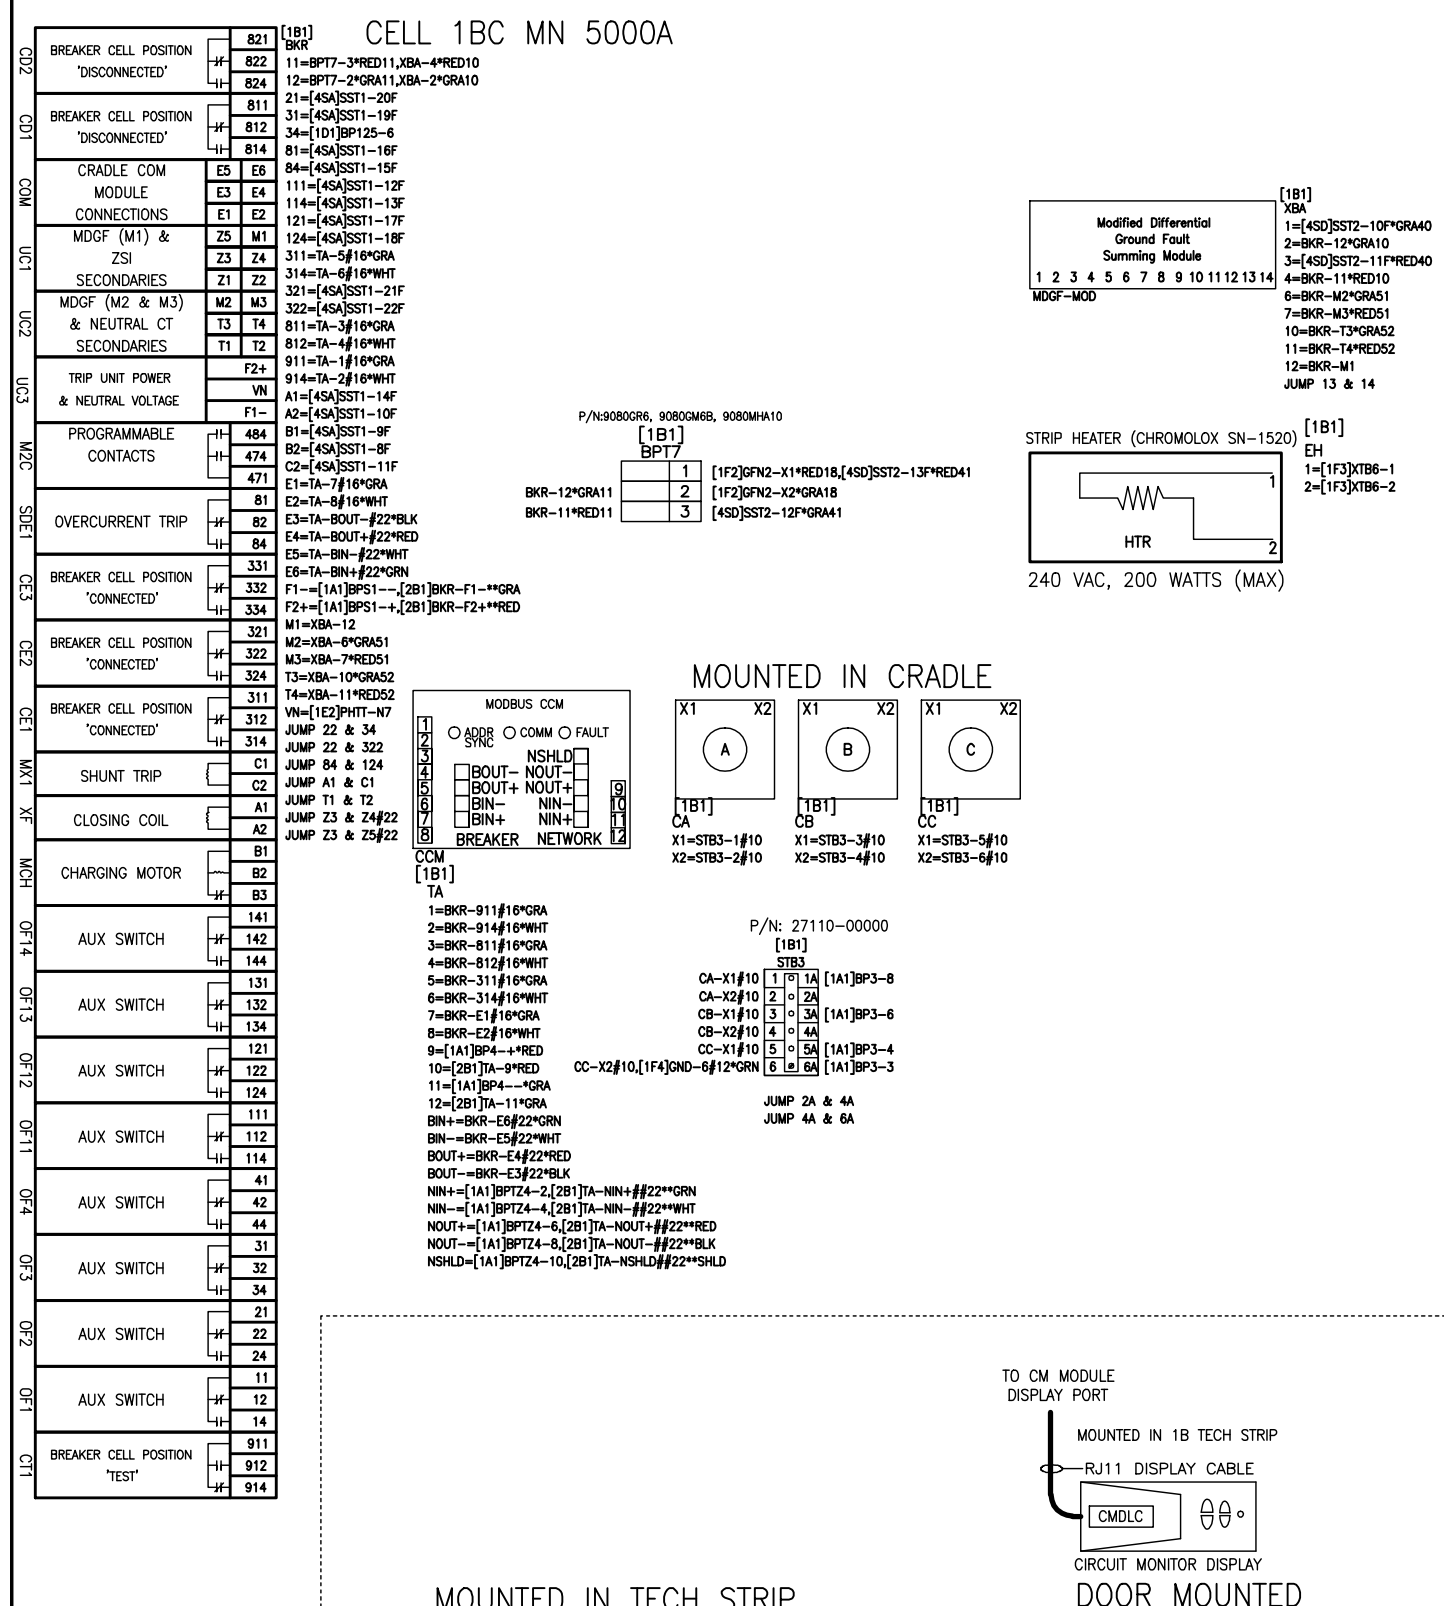 CELL 1BC MN 5000A
CD2
BREAKER CELL POSITION
'DISCONNECTED'
821
822
824
CD1
BREAKER CELL POSITION
'DISCONNECTED'
811
812
814
COM
CRADLE COM
MODULE
CONNECTIONS
E5 E6
E3 E4
E1 E2
UC1
MDGF (M1) &
ZSI
SECONDARIES
Z5 M1
Z3 Z4
Z1 Z2
UC2
MDGF (M2 & M3)
& NEUTRAL CT
SECONDARIES
M2 M3
T3 T4
T1 T2
UC3
TRIP UNIT POWER
& NEUTRAL VOLTAGE
F2+
VN
F1-
M2C
PROGRAMMABLE
CONTACTS
484
474
471
SDE1
OVERCURRENT TRIP
81
82
84
CE3
BREAKER CELL POSITION
'CONNECTED'
331
332
334
CE2
BREAKER CELL POSITION
'CONNECTED'
321
322
324
CE1
BREAKER CELL POSITION
'CONNECTED'
311
312
314
MX1
SHUNT TRIP
C1
C2
XF
CLOSING COIL
A1
A2
MCH
CHARGING MOTOR
B1
B2
B3
OF14
AUX SWITCH
141
142
144
OF13
AUX SWITCH
131
132
134
OF12
AUX SWITCH
121
122
124
OF11
AUX SWITCH
111
112
114
OF4
AUX SWITCH
41
42
44
OF3
AUX SWITCH
31
32
34
OF2
AUX SWITCH
21
22
24
OF1
AUX SWITCH
11
12
14
CT1
BREAKER CELL POSITION
'TEST'
911
912
914
[1B1]
BKR
11=BPT7-3*RED11,XBA-4*RED10
12=BPT7-2*GRA11,XBA-2*GRA10
21=[4SA]SST1-20F
31=[4SA]SST1-19F
34=[1D1]BP125-6
81=[4SA]SST1-16F
84=[4SA]SST1-15F
111=[4SA]SST1-12F
114=[4SA]SST1-13F
121=[4SA]SST1-17F
124=[4SA]SST1-18F
311=TA-5#16*GRA
314=TA-6#16*WHT
321=[4SA]SST1-21F
322=[4SA]SST1-22F
811=TA-3#16*GRA
812=TA-4#16*WHT
911=TA-1#16*GRA
914=TA-2#16*WHT
A1=[4SA]SST1-14F
A2=[4SA]SST1-10F
B1=[4SA]SST1-9F
B2=[4SA]SST1-8F
C2=[4SA]SST1-11F
E1=TA-7#16*GRA
E2=TA-8#16*WHT
E3=TA-BOUT-#22*BLK
E4=TA-BOUT+#22*RED
E5=TA-BIN-#22*WHT
E6=TA-BIN+#22*GRN
F1-=[1A1]BPS1--,[2B1]BKR-F1-**GRA
F2+=[1A1]BPS1-+,[2B1]BKR-F2+**RED
M1=XBA-12
M2=XBA-6*GRA51
M3=XBA-7*RED51
T3=XBA-10*GRA52
T4=XBA-11*RED52
VN=[1E2]PHTT-N7
JUMP 22 & 34
JUMP 22 & 322
JUMP 84 & 124
JUMP A1 & C1
JUMP T1 & T2
JUMP Z3 & Z4#22
JUMP Z3 & Z5#22
P/N:9080GR6, 9080GM6B, 9080MHA10
[1B1]
BPT7
1 [1F2]GFN2-X1*RED18,[4SD]SST2-13F*RED41
BKR-12*GRA11 2 [1F2]GFN2-X2*GRA18
BKR-11*RED11 3 [4SD]SST2-12F*GRA41
Modified Differential
Ground Fault
Summing Module
1 2 3 4 5 6 7 8 9 10 11 12 13 14
MDGF-MOD
[1B1]
XBA
1=[4SD]SST2-10F*GRA40
2=BKR-12*GRA10
3=[4SD]SST2-11F*RED40
4=BKR-11*RED10
6=BKR-M2*GRA51
7=BKR-M3*RED51
10=BKR-T3*GRA52
11=BKR-T4*RED52
12=BKR-M1
JUMP 13 & 14
STRIP HEATER (CHROMOLOX SN-1520)
1
HTR
2
240 VAC, 200 WATTS (MAX)
[1B1]
EH
1=[1F3]XTB6-1
2=[1F3]XTB6-2
MODBUS CCM
ADDR SYNC COMM FAULT
1
2
3
4
5
6
7
8
NSHLD
BOUT- NOUT-
BOUT+ NOUT+
BIN- NIN-
BIN+ NIN+
9
10
11
12
BREAKER NETWORK
CCM
[1B1]
TA
1=BKR-911#16*GRA
2=BKR-914#16*WHT
3=BKR-811#16*GRA
4=BKR-812#16*WHT
5=BKR-311#16*GRA
6=BKR-314#16*WHT
7=BKR-E1#16*GRA
8=BKR-E2#16*WHT
9=[1A1]BP4-+*RED
10=[2B1]TA-9*RED
11=[1A1]BP4--*GRA
12=[2B1]TA-11*GRA
BIN+=BKR-E6#22*GRN
BIN-=BKR-E5#22*WHT
BOUT+=BKR-E4#22*RED
BOUT-=BKR-E3#22*BLK
NIN+=[1A1]BPTZ4-2,[2B1]TA-NIN+##22**GRN
NIN-=[1A1]BPTZ4-4,[2B1]TA-NIN-##22**WHT
NOUT+=[1A1]BPTZ4-6,[2B1]TA-NOUT+##22**RED
NOUT-=[1A1]BPTZ4-8,[2B1]TA-NOUT-##22**BLK
NSHLD=[1A1]BPTZ4-10,[2B1]TA-NSHLD##22**SHLD
MOUNTED IN CRADLE
X1 X2
A
[1B1]
CA
X1=STB3-1#10
X2=STB3-2#10
X1 X2
B
[1B1]
CB
X1=STB3-3#10
X2=STB3-4#10
X1 X2
C
[1B1]
CC
X1=STB3-5#10
X2=STB3-6#10
P/N: 27110-00000
[1B1]
STB3
CA-X1#10 1 1A [1A1]BP3-8
CA-X2#10 2 2A
CB-X1#10 3 3A [1A1]BP3-6
CB-X2#10 4 4A
CC-X1#10 5 5A [1A1]BP3-4
CC-X2#10,[1F4]GND-6#12*GRN 6 6A [1A1]BP3-3
JUMP 2A & 4A
JUMP 4A & 6A
TO CM MODULE
DISPLAY PORT
MOUNTED IN 1B TECH STRIP
RJ11 DISPLAY CABLE
CMDLC
CIRCUIT MONITOR DISPLAY
DOOR MOUNTED
MOUNTED IN TECH STRIP